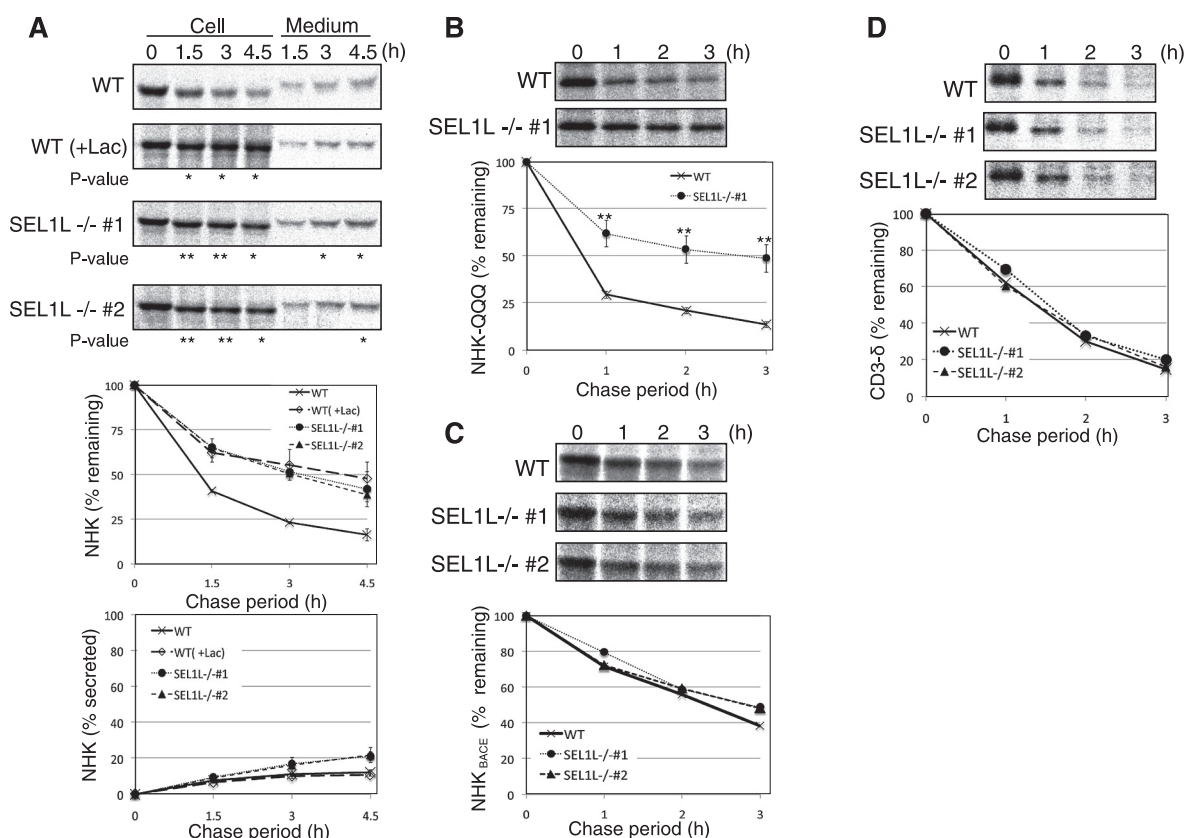 A
Cell Medium
0 1.5 3 4.5 1.5 3 4.5 (h)
WT
WT (+Lac)
P-value * * *
SEL1L -/- #1
P-value ** ** * * *
SEL1L -/- #2
P-value ** ** * *
NHK (% remaining)
100
75
50
25
0
WT
WT( +Lac)
SEL1L-/-#1
SEL1L-/-#2
0 1.5 3 4.5
Chase period (h)
NHK (% secreted)
100
80
60
40
20
0
WT
WT( +Lac)
SEL1L-/-#1
SEL1L-/-#2
0 1.5 3 4.5
Chase period (h)
B
0 1 2 3 (h)
WT
SEL1L -/- #1
NHK-QQQ (% remaining)
100
75
50
25
0
WT
SEL1L-/-#1
** ** **
0 1 2 3
Chase period (h)
C
0 1 2 3 (h)
WT
SEL1L-/- #1
SEL1L-/- #2
NHK BACE (% remaining)
100
80
60
40
20
0
WT
SEL1L-/-#1
SEL1L-/-#2
0 1 2 3
Chase period (h)
D
0 1 2 3 (h)
WT
SEL1L-/- #1
SEL1L-/- #2
CD3-δ (% remaining)
100
80
60
40
20
0
WT
SEL1L-/-#1
SEL1L-/-#2
0 1 2 3
Chase period (h)